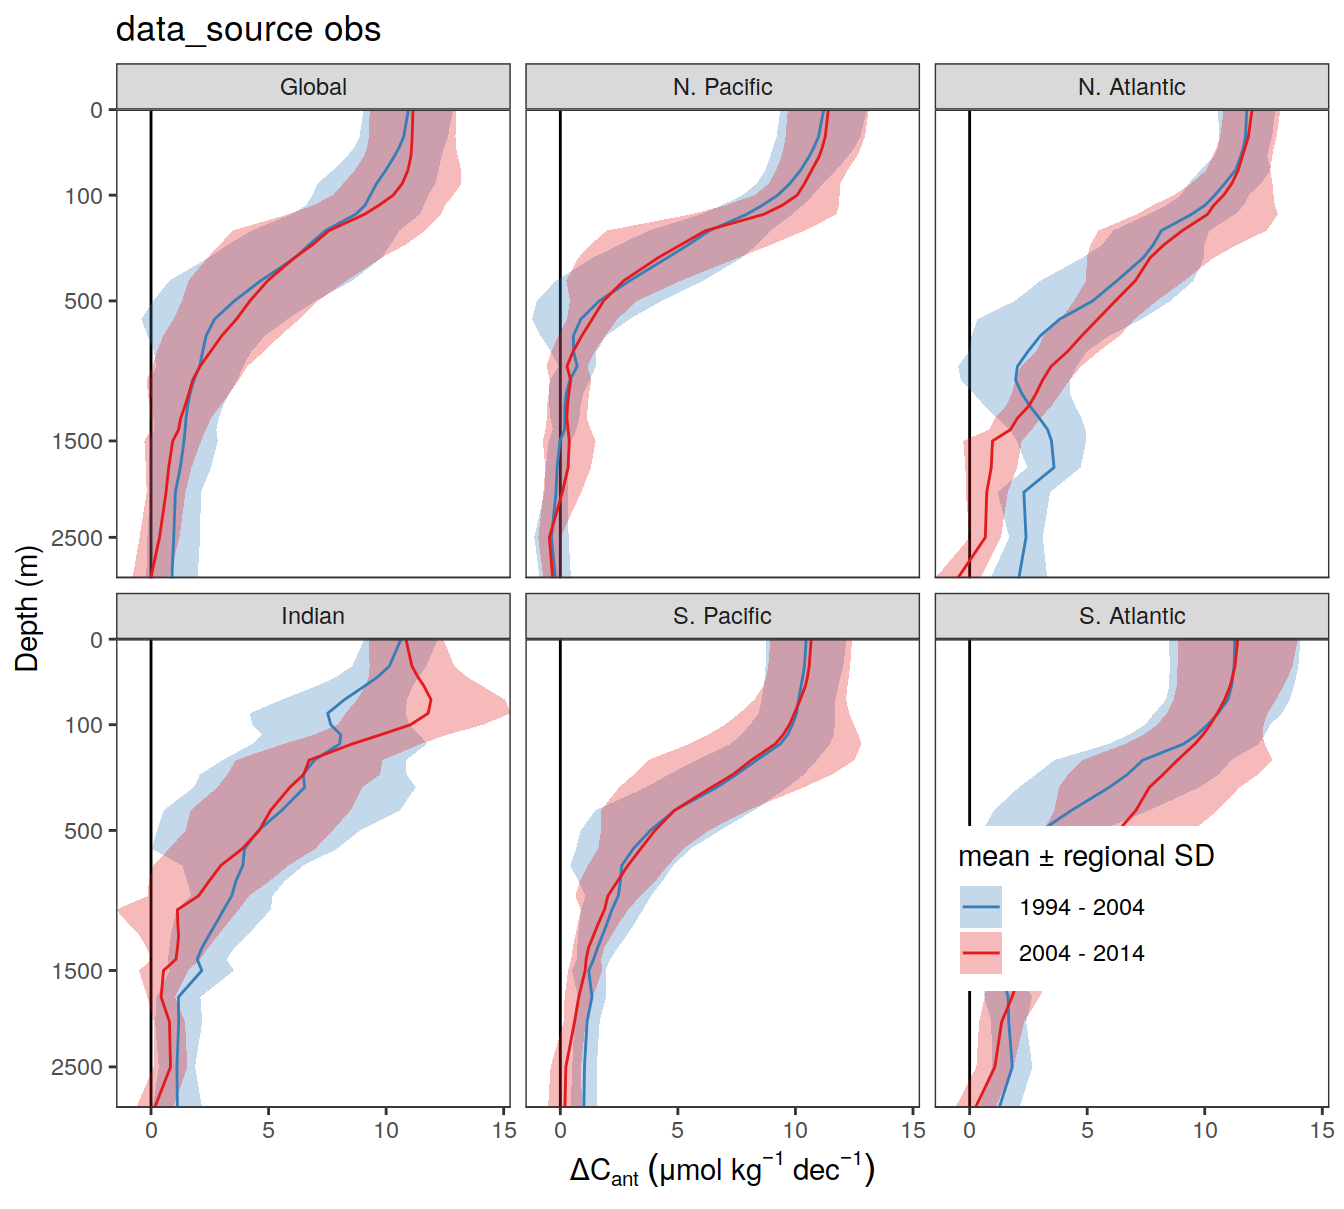 data_source obs
Global
N. Pacific
N. Atlantic
0
100
500
1500
2500
Indian
S. Pacific
S. Atlantic
0
100
500
1500
2500
Depth (m)
mean ± regional SD
1994 - 2004
2004 - 2014
0 5 10 15
0 5 10 15
0 5 10 15
ΔCant (μmol kg⁻¹ dec⁻¹)